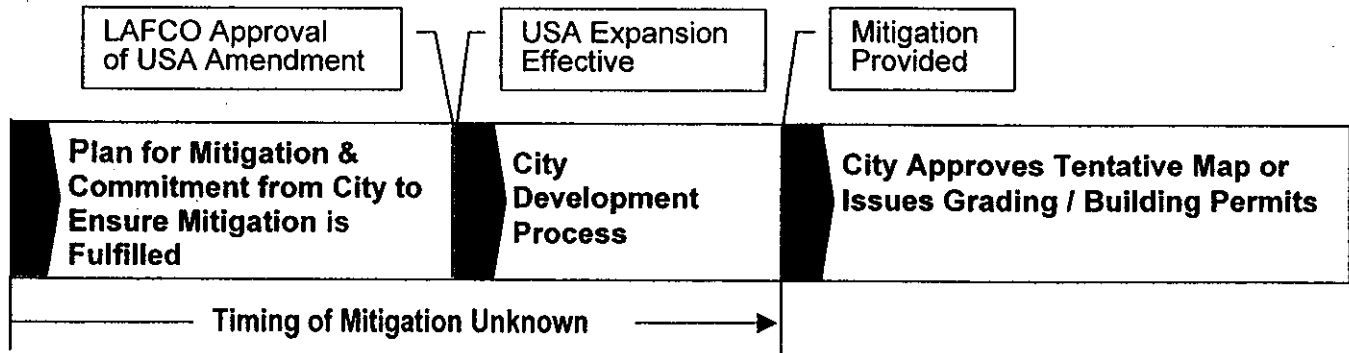 LAFCO Approval
of USA Amendment
USA Expansion
Effective
Mitigation
Provided
Plan for Mitigation &
Commitment from City to
Ensure Mitigation is
Fulfilled
City
Development
Process
City Approves Tentative Map or
Issues Grading / Building Permits
Timing of Mitigation Unknown